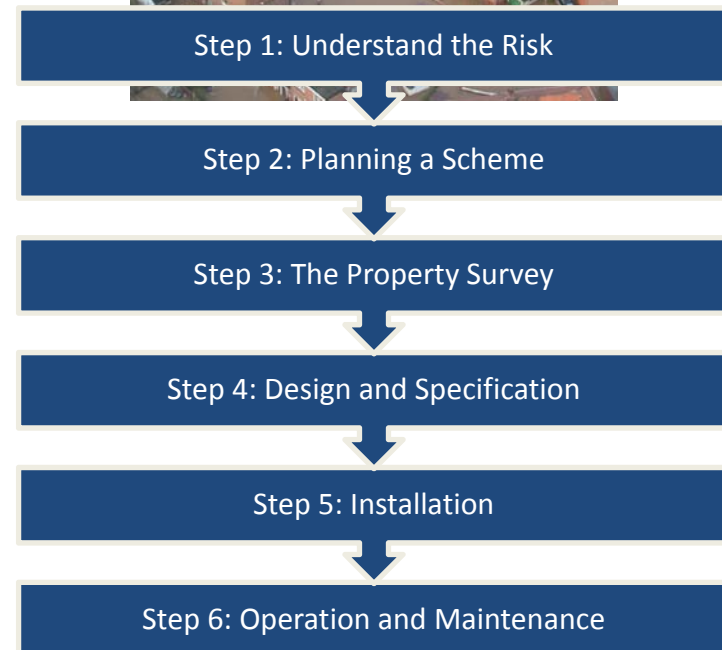 Step 1: Understand the Risk
Step 2: Planning a Scheme
Step 3: The Property Survey
Step 4: Design and Specification
Step 5: Installation
Step 6: Operation and Maintenance